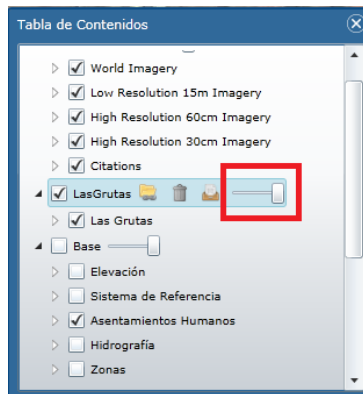 Tabla de Contenidos
World Imagery
Low Resolution 15m Imagery
High Resolution 60cm Imagery
High Resolution 30cm Imagery
Citations
LasGrutas
Las Grutas
Base
Elevación
Sistema de Referencia
Asentamientos Humanos
Hidrografía
Zonas